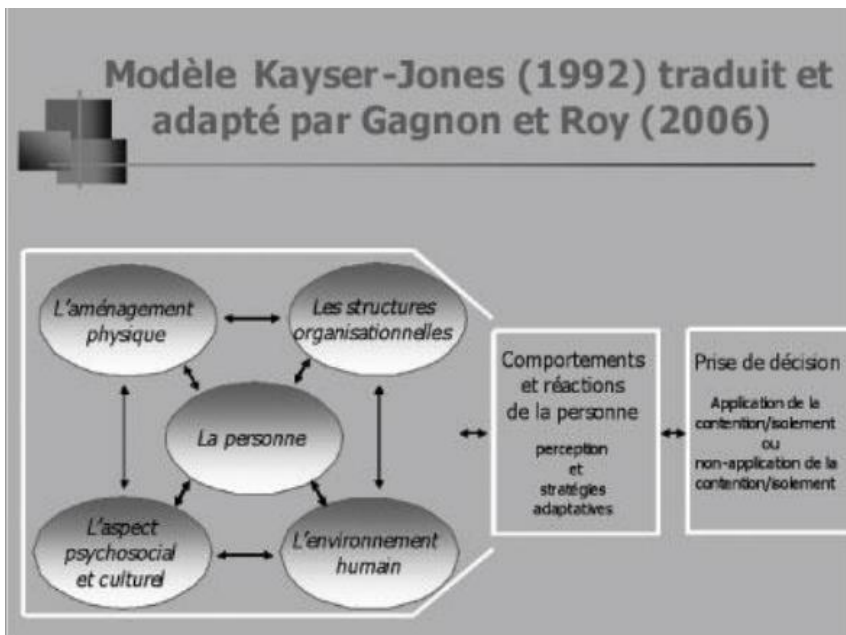 Modèle Kayser-Jones (1992) traduit et
adapté par Gagnon et Roy (2006)
L'aménagement
physique
Les structures
organisationnelles
La personne
L'aspect
psychosocial
et culturel
L'environnement
humain
Comportements
et réactions
de la personne
perception
et
stratégies
adaptatives
Prise de décision
Application de la
contention/isolement
ou
non-application de la
contention/isolement